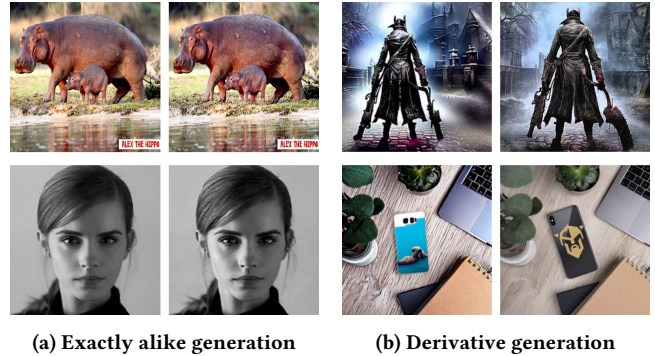 ALEX THE HIPPO
ALEX THE HIPPO
(a) Exactly alike generation
(b) Derivative generation